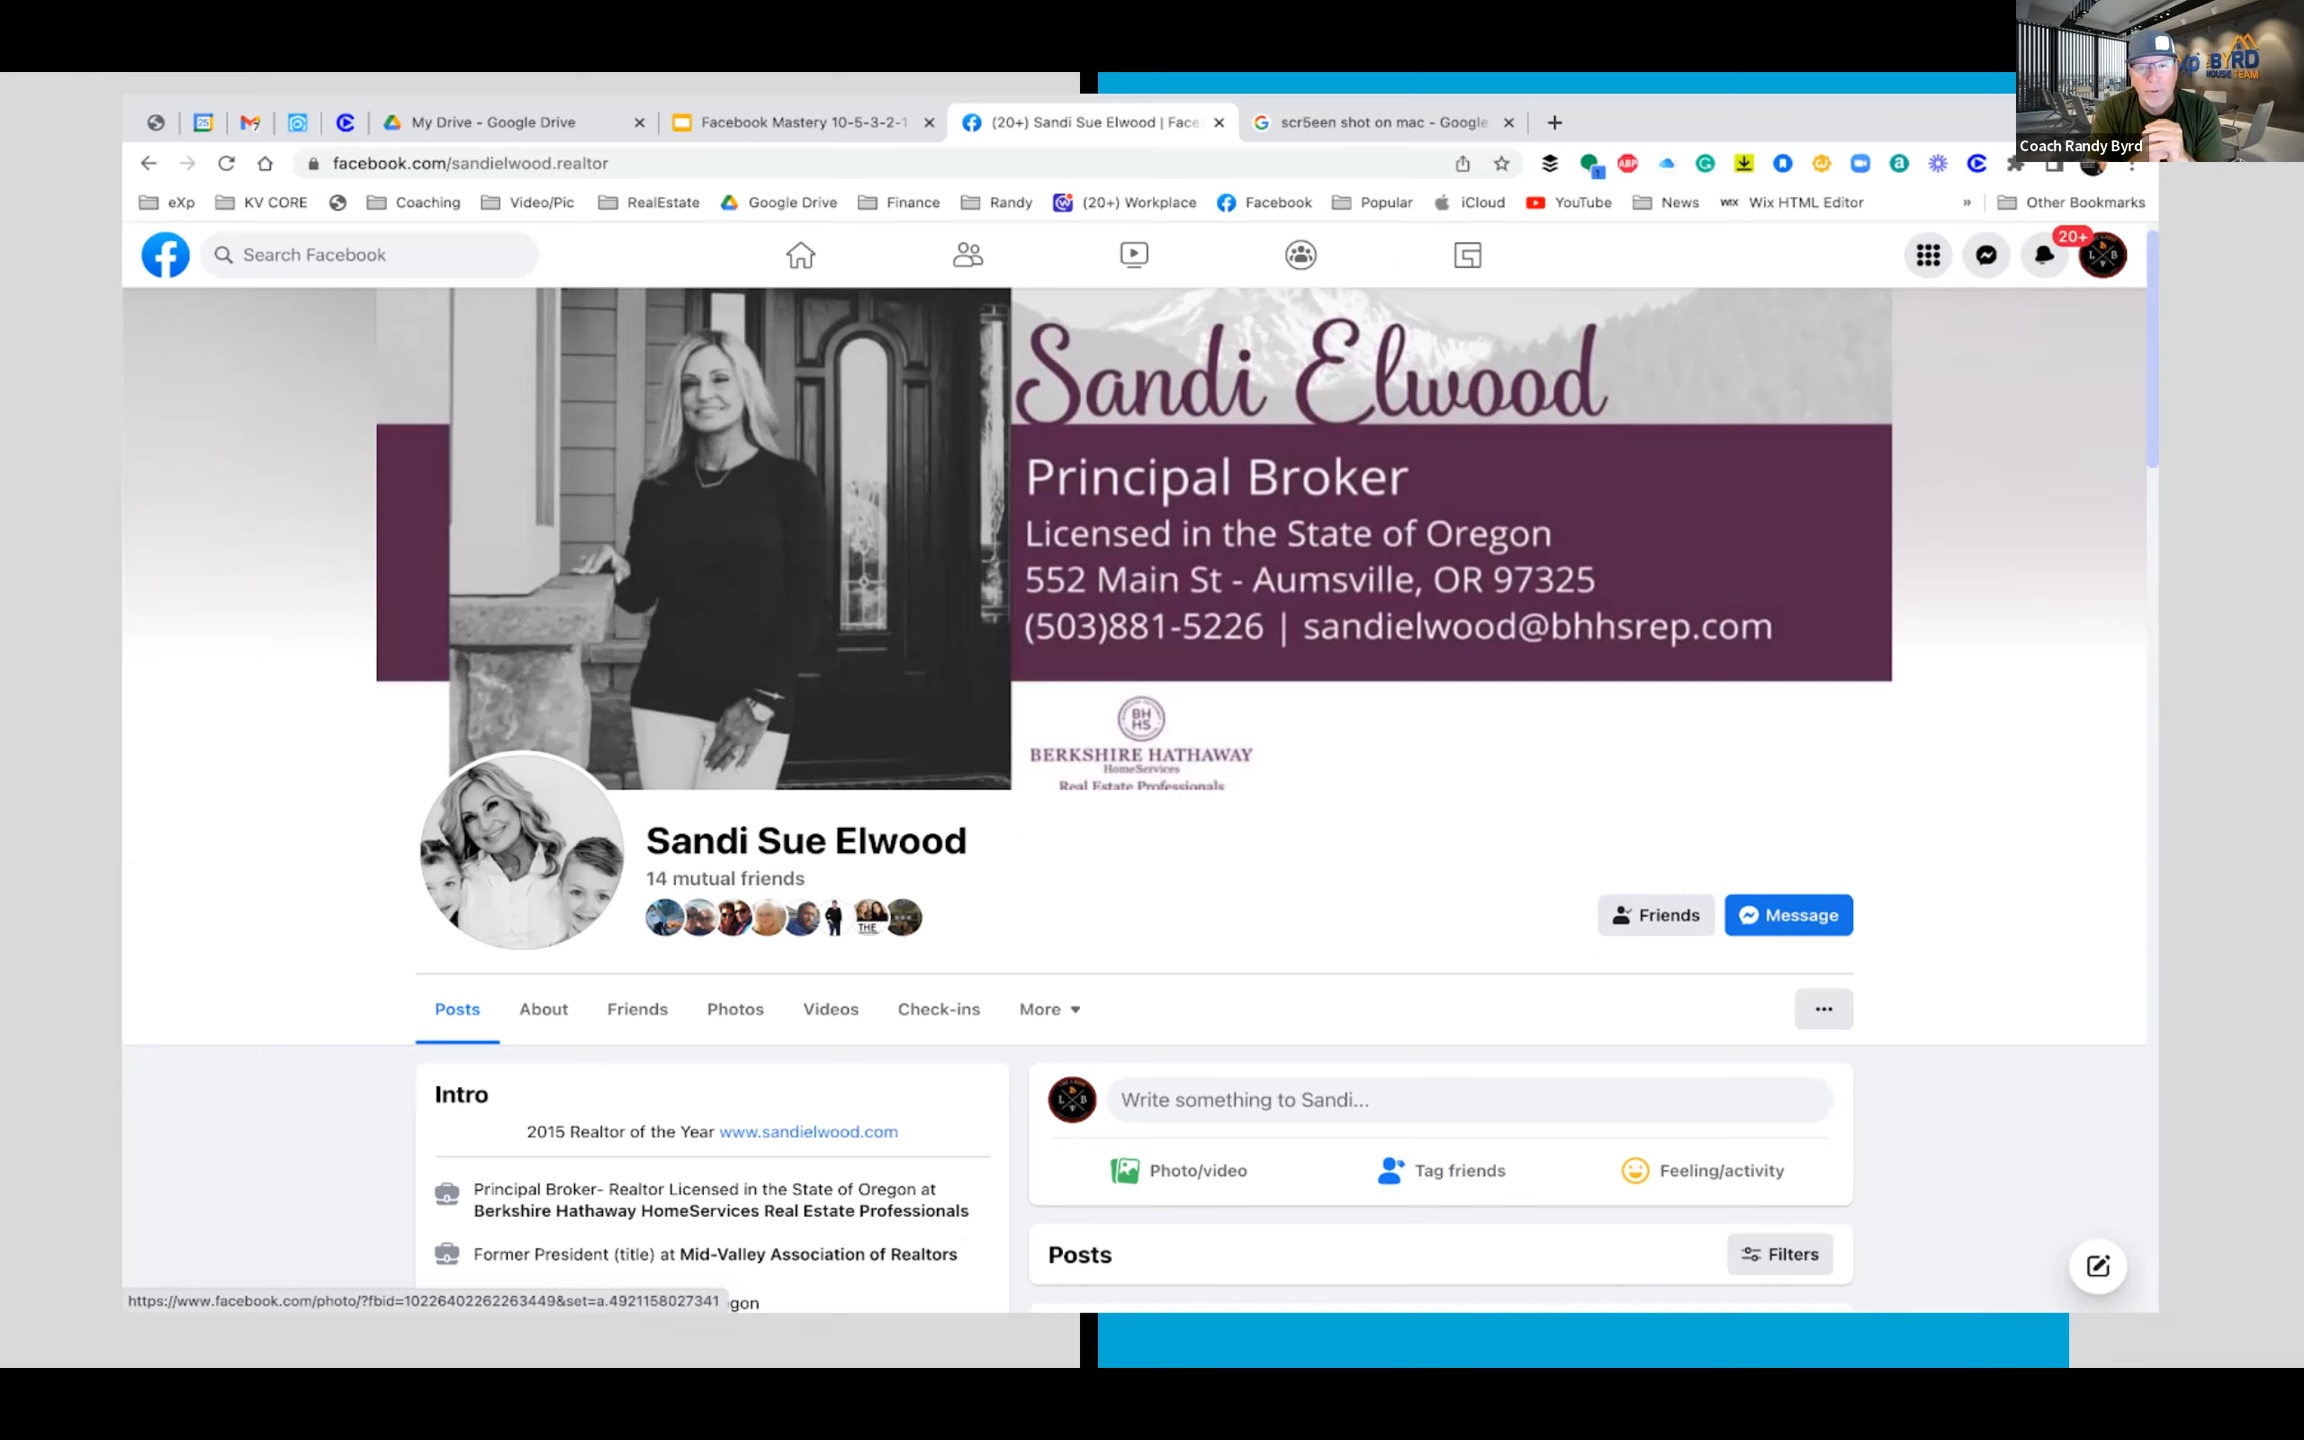 BYRD
HOUSE TEAM
Coach Randy Byrd
My Drive - Google Drive
Facebook Mastery 10-5-3-2-1
(20+) Sandi Sue Elwood | Face
scr5een shot on mac - Google
facebook.com/sandielwood.realtor
eXp
KV CORE
Coaching
Video/Pic
RealEstate
Google Drive
Finance
Randy
(20+) Workplace
Facebook
Popular
iCloud
YouTube
News
WIX Wix HTML Editor
»
Other Bookmarks
Search Facebook
20+
Sandi Elwood
Principal Broker
Licensed in the State of Oregon
552 Main St - Aumsville, OR 97325
(503)881-5226 | sandielwood@bhhsrep.com
BH
HS
BERKSHIRE HATHAWAY
HomeServices
Real Estate Professionals
Sandi Sue Elwood
14 mutual friends
THE
Friends
Message
Posts
About
Friends
Photos
Videos
Check-ins
More
Intro
2015 Realtor of the Year www.sandielwood.com
Principal Broker- Realtor Licensed in the State of Oregon at
Berkshire Hathaway HomeServices Real Estate Professionals
Former President (title) at Mid-Valley Association of Realtors
gon
L B
Write something to Sandi...
Photo/video
Tag friends
Feeling/activity
Posts
Filters
https://www.facebook.com/photo/?fbid=10226402262263449&set=a.4921158027341